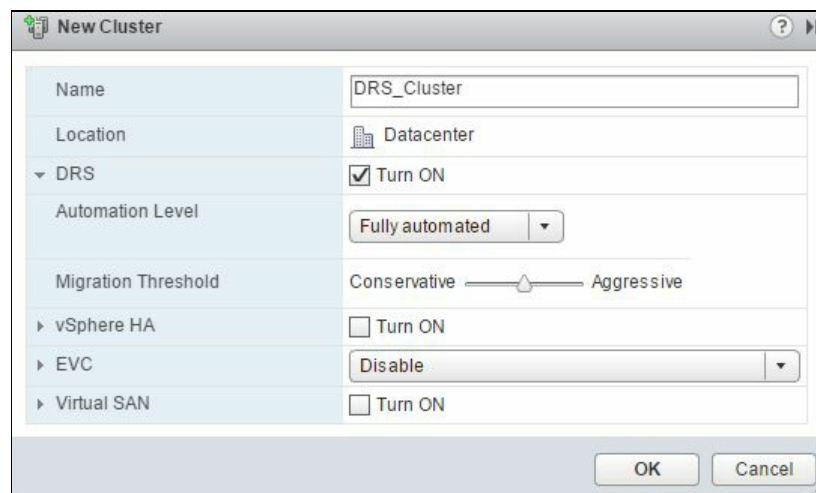 New Cluster ?
Name DRS_Cluster
Location Datacenter
DRS Turn ON
Automation Level Fully automated
Migration Threshold Conservative Aggressive
vSphere HA Turn ON
EVC Disable
Virtual SAN Turn ON
OK Cancel